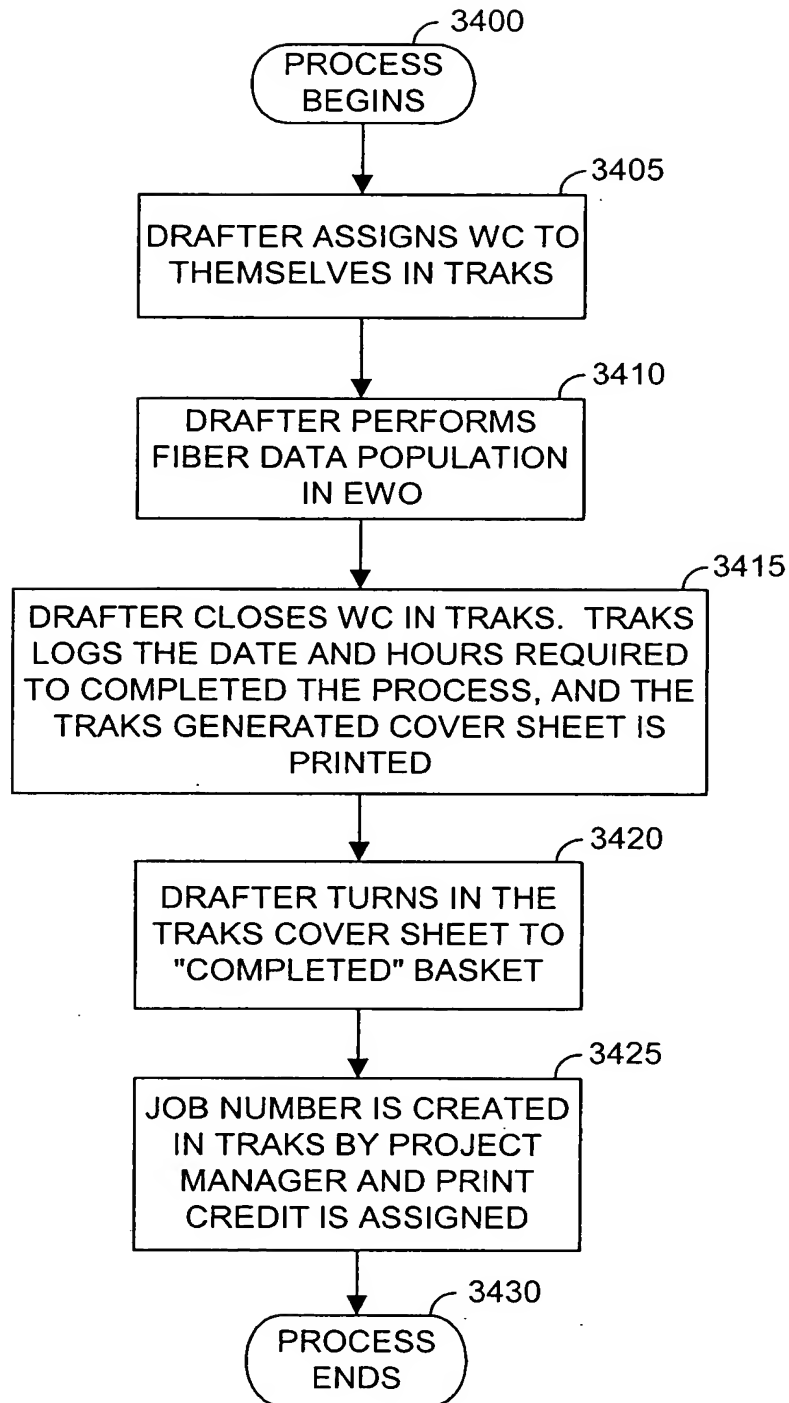 3400
PROCESS
BEGINS
3405
DRAFTER ASSIGNS WC TO
THEMSELVES IN TRAKS
3410
DRAFTER PERFORMS
FIBER DATA POPULATION
IN EWO
3415
DRAFTER CLOSES WC IN TRAKS. TRAKS
LOGS THE DATE AND HOURS REQUIRED
TO COMPLETED THE PROCESS, AND THE
TRAKS GENERATED COVER SHEET IS
PRINTED
3420
DRAFTER TURNS IN THE
TRAKS COVER SHEET TO
"COMPLETED" BASKET
3425
JOB NUMBER IS CREATED
IN TRAKS BY PROJECT
MANAGER AND PRINT
CREDIT IS ASSIGNED
3430
PROCESS
ENDS